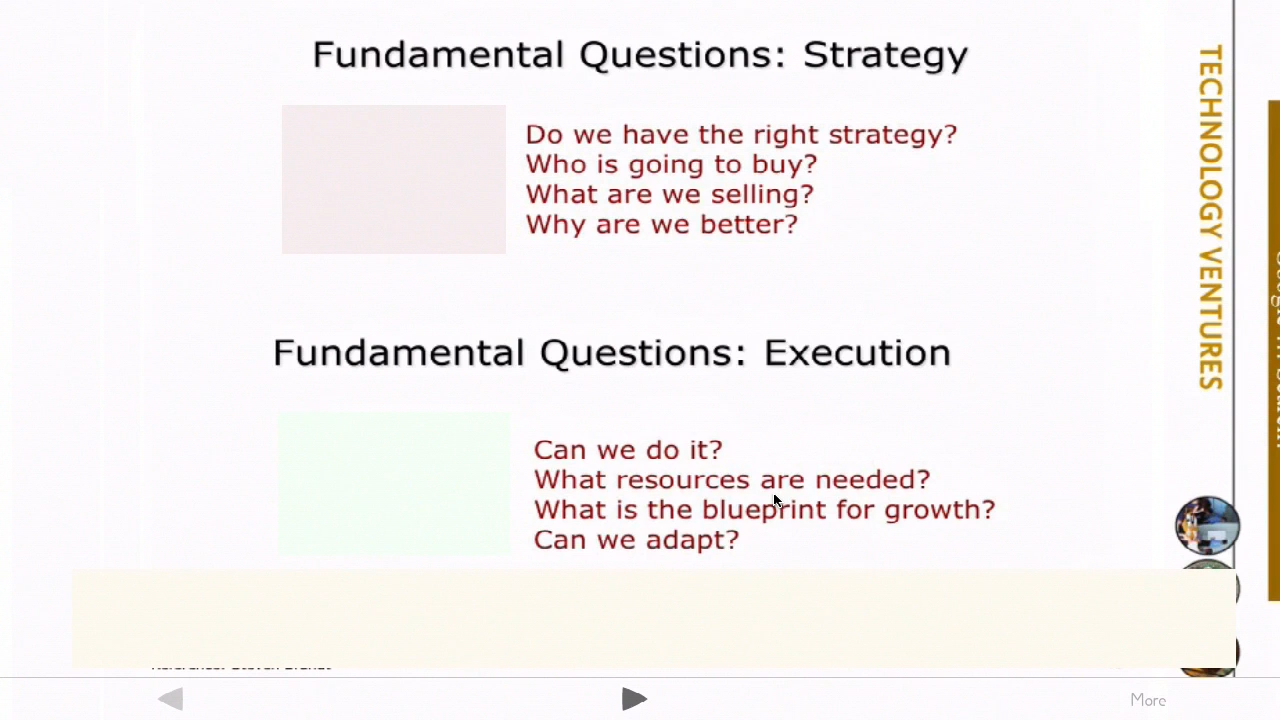 Fundamental Questions: Strategy
Do we have the right strategy?
Who is going to buy?
What are we selling?
Why are we better?
Fundamental Questions: Execution
Can we do it?
What resources are needed?
What is the blueprint for growth?
Can we adapt?
TECHNOLOGY VENTURES
More